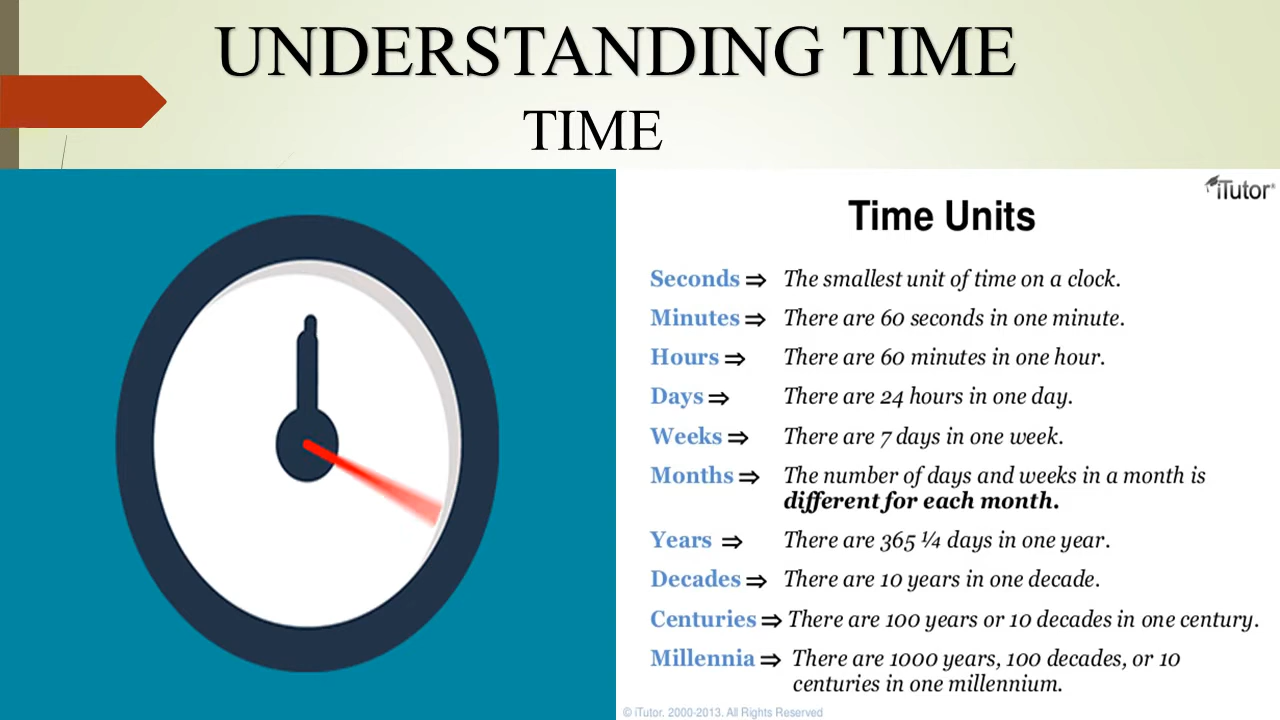 UNDERSTANDING TIME
TIME
iTutor®
Time Units
Seconds ⇒ The smallest unit of time on a clock.
Minutes ⇒ There are 60 seconds in one minute.
Hours ⇒ There are 60 minutes in one hour.
Days ⇒ There are 24 hours in one day.
Weeks ⇒ There are 7 days in one week.
Months ⇒ The number of days and weeks in a month is
different for each month.
Years ⇒ There are 365 ¼ days in one year.
Decades ⇒ There are 10 years in one decade.
Centuries ⇒ There are 100 years or 10 decades in one century.
Millennia ⇒ There are 1000 years, 100 decades, or 10
centuries in one millennium.
© iTutor. 2000-2013. All Rights Reserved